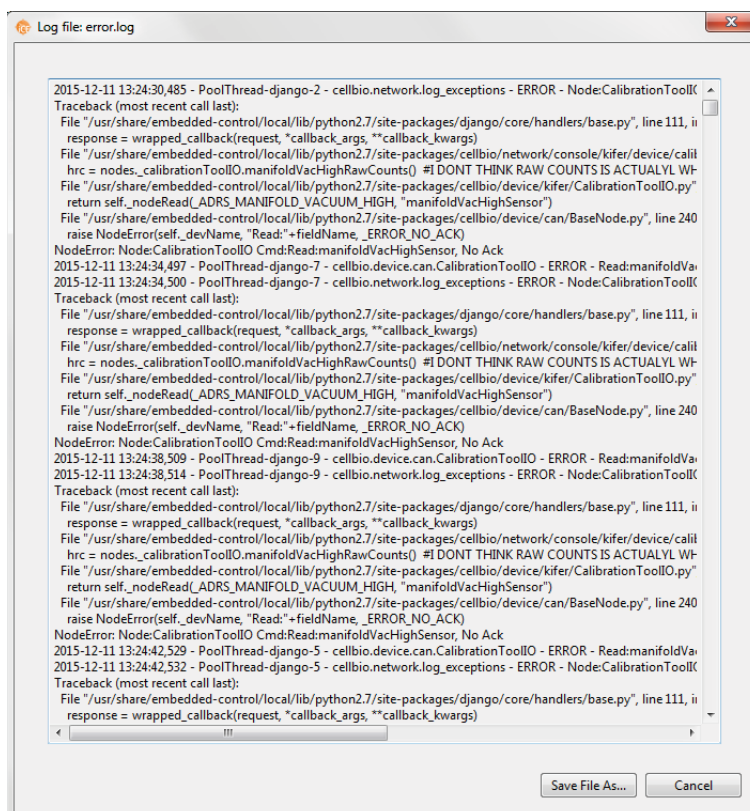 Log file: error.log
2015-12-11 13:24:30,485 - PoolThread-django-2 - cellbio.network.log_exceptions - ERROR - Node:CalibrationToolIO
Traceback (most recent call last):
File "/usr/share/embedded-control/local/lib/python2.7/site-packages/django/core/handlers/base.py", line 111, i
response = wrapped_callback(request, *callback_args, **callback_kwargs)
File "/usr/share/embedded-control/local/lib/python2.7/site-packages/cellbio/network/console/kifer/device/calib
hrc = nodes._calibrationToolIO.manifoldVacHighRawCounts() #I DONT THINK RAW COUNTS IS ACTUALYL WH
File "/usr/share/embedded-control/local/lib/python2.7/site-packages/cellbio/device/kifer/CalibrationToolIO.py"
return self._nodeRead(_ADRS_MANIFOLD_VACUUM_HIGH, "manifoldVacHighSensor")
File "/usr/share/embedded-control/local/lib/python2.7/site-packages/cellbio/device/can/BaseNode.py", line 240
raise NodeError(self._devName, "Read:"+fieldName, _ERROR_NO_ACK)
NodeError: Node:CalibrationToolIO Cmd:Read:manifoldVacHighSensor, No Ack
2015-12-11 13:24:34,497 - PoolThread-django-7 - cellbio.device.can.CalibrationToolIO - ERROR - Read:manifoldVa
2015-12-11 13:24:34,500 - PoolThread-django-7 - cellbio.network.log_exceptions - ERROR - Node:CalibrationToolIO
Traceback (most recent call last):
File "/usr/share/embedded-control/local/lib/python2.7/site-packages/django/core/handlers/base.py", line 111, i
response = wrapped_callback(request, *callback_args, **callback_kwargs)
File "/usr/share/embedded-control/local/lib/python2.7/site-packages/cellbio/network/console/kifer/device/calib
hrc = nodes._calibrationToolIO.manifoldVacHighRawCounts() #I DONT THINK RAW COUNTS IS ACTUALYL WH
File "/usr/share/embedded-control/local/lib/python2.7/site-packages/cellbio/device/kifer/CalibrationToolIO.py"
return self._nodeRead(_ADRS_MANIFOLD_VACUUM_HIGH, "manifoldVacHighSensor")
File "/usr/share/embedded-control/local/lib/python2.7/site-packages/cellbio/device/can/BaseNode.py", line 240
raise NodeError(self._devName, "Read:"+fieldName, _ERROR_NO_ACK)
NodeError: Node:CalibrationToolIO Cmd:Read:manifoldVacHighSensor, No Ack
2015-12-11 13:24:38,509 - PoolThread-django-9 - cellbio.device.can.CalibrationToolIO - ERROR - Read:manifoldVa
2015-12-11 13:24:38,514 - PoolThread-django-9 - cellbio.network.log_exceptions - ERROR - Node:CalibrationToolIO
Traceback (most recent call last):
File "/usr/share/embedded-control/local/lib/python2.7/site-packages/django/core/handlers/base.py", line 111, i
response = wrapped_callback(request, *callback_args, **callback_kwargs)
File "/usr/share/embedded-control/local/lib/python2.7/site-packages/cellbio/network/console/kifer/device/calib
hrc = nodes._calibrationToolIO.manifoldVacHighRawCounts() #I DONT THINK RAW COUNTS IS ACTUALYL WH
File "/usr/share/embedded-control/local/lib/python2.7/site-packages/cellbio/device/kifer/CalibrationToolIO.py"
return self._nodeRead(_ADRS_MANIFOLD_VACUUM_HIGH, "manifoldVacHighSensor")
File "/usr/share/embedded-control/local/lib/python2.7/site-packages/cellbio/device/can/BaseNode.py", line 240
raise NodeError(self._devName, "Read:"+fieldName, _ERROR_NO_ACK)
NodeError: Node:CalibrationToolIO Cmd:Read:manifoldVacHighSensor, No Ack
2015-12-11 13:24:42,529 - PoolThread-django-5 - cellbio.device.can.CalibrationToolIO - ERROR - Read:manifoldVa
2015-12-11 13:24:42,532 - PoolThread-django-5 - cellbio.network.log_exceptions - ERROR - Node:CalibrationToolIO
Traceback (most recent call last):
File "/usr/share/embedded-control/local/lib/python2.7/site-packages/django/core/handlers/base.py", line 111, i
response = wrapped_callback(request, *callback_args, **callback_kwargs)
Save File As...
Cancel